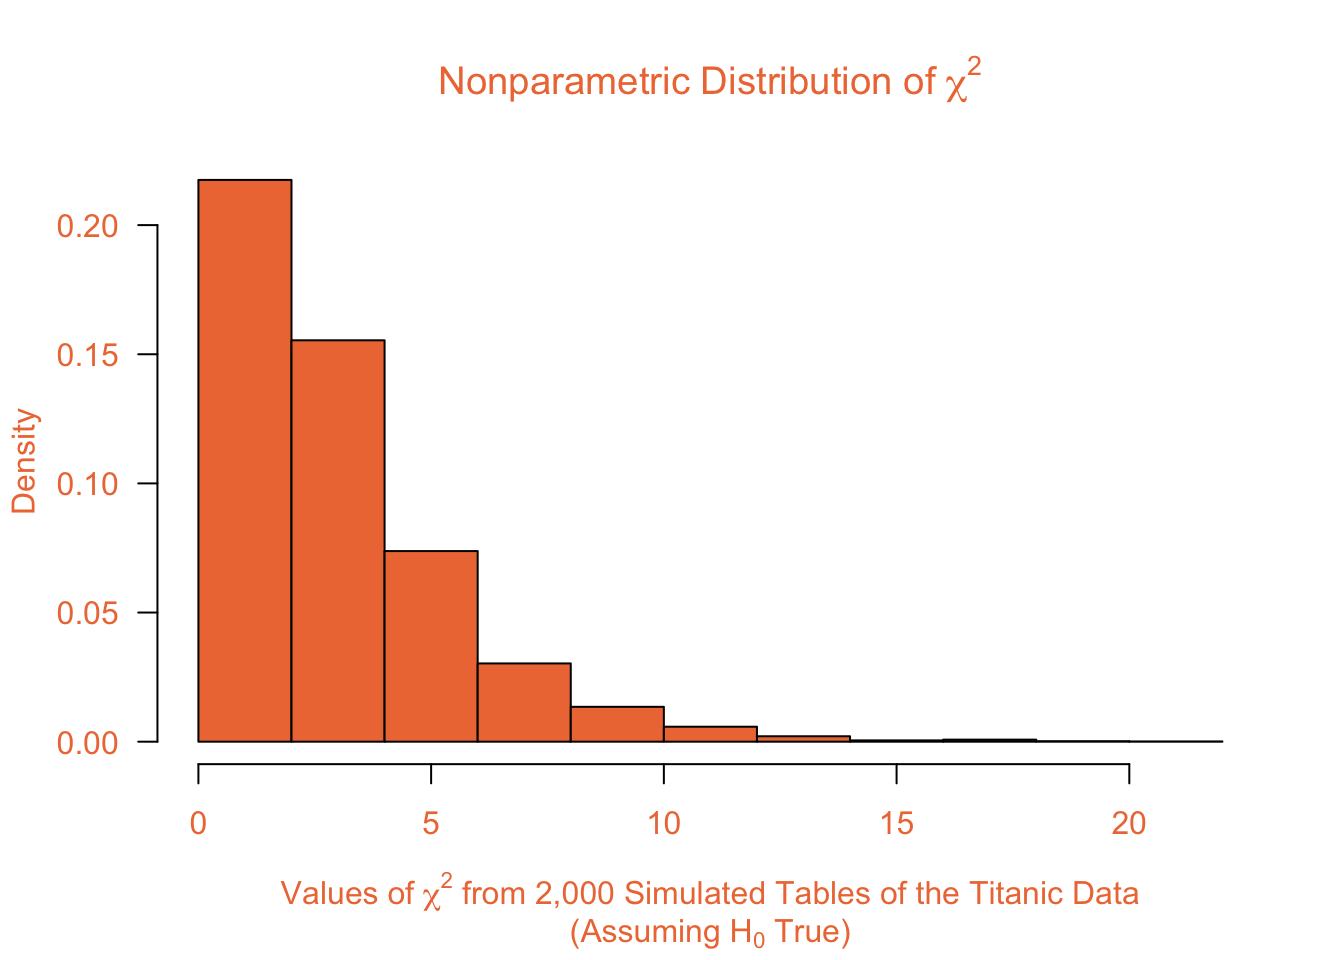 Nonparametric Distribution of χ²
Density
0.20
0.15
0.10
0.05
0.00
0 5 10 15 20
Values of χ² from 2,000 Simulated Tables of the Titanic Data
(Assuming H₀ True)